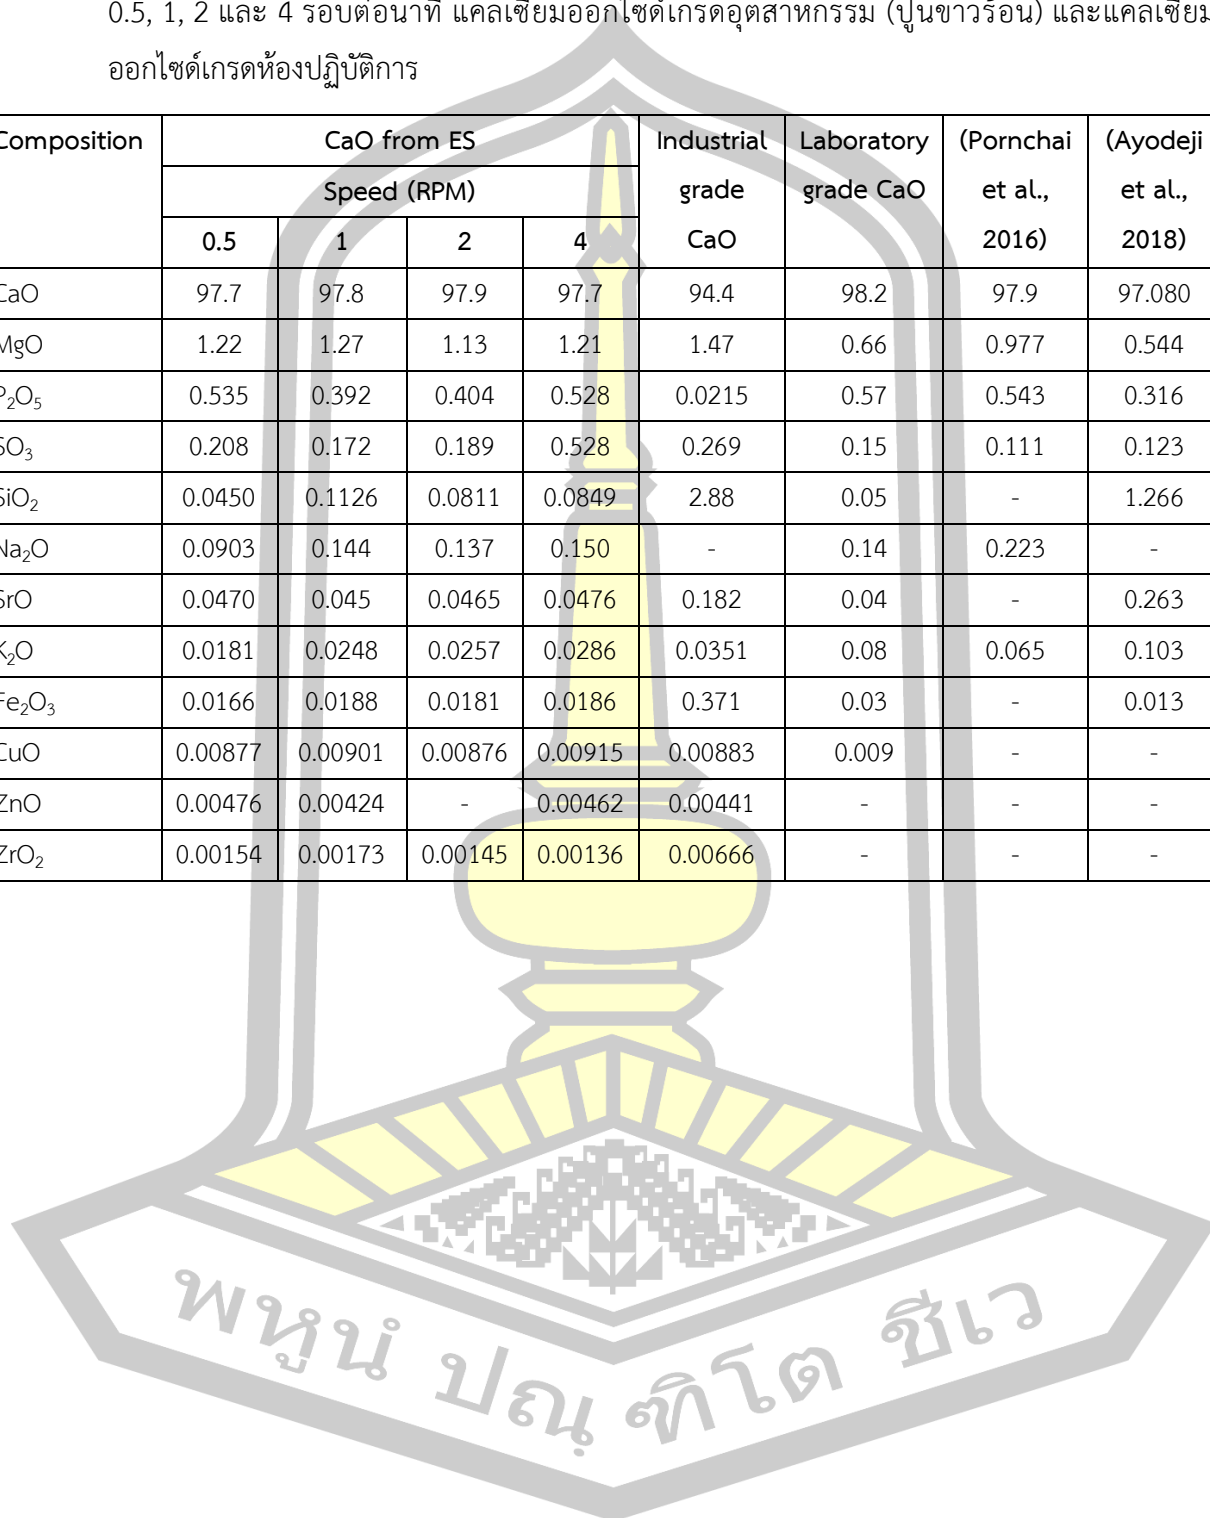 0.5, 1, 2 และ 4 รอบต่อนาที แคลเซียมออกไซด์เกรดอุตสาหกรรม (ปูนขาวร้อน) และแคลเซียม
ออกไซด์เกรดห้องปฏิบัติการ
Composition CaO from ES Industrial Laboratory (Pornchai (Ayodeji
Speed (RPM) grade grade CaO et al., et al.,
0.5 1 2 4 CaO 2016) 2018)
CaO 97.7 97.8 97.9 97.7 94.4 98.2 97.9 97.080
MgO 1.22 1.27 1.13 1.21 1.47 0.66 0.977 0.544
P₂O₅ 0.535 0.392 0.404 0.528 0.0215 0.57 0.543 0.316
SO₃ 0.208 0.172 0.189 0.528 0.269 0.15 0.111 0.123
SiO₂ 0.0450 0.1126 0.0811 0.0849 2.88 0.05 - 1.266
Na₂O 0.0903 0.144 0.137 0.150 - 0.14 0.223 -
SrO 0.0470 0.045 0.0465 0.0476 0.182 0.04 - 0.263
K₂O 0.0181 0.0248 0.0257 0.0286 0.0351 0.08 0.065 0.103
Fe₂O₃ 0.0166 0.0188 0.0181 0.0186 0.371 0.03 - 0.013
CuO 0.00877 0.00901 0.00876 0.00915 0.00883 0.009 - -
ZnO 0.00476 0.00424 - 0.00462 0.00441 - - -
ZrO₂ 0.00154 0.00173 0.00145 0.00136 0.00666 - - -
พหูนํ ปณฺฑิโต ชีเว